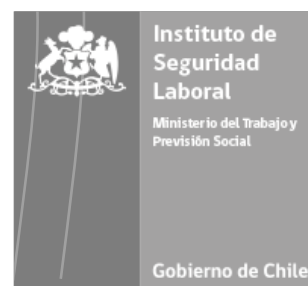 Instituto de
Seguridad
Laboral
Ministerio del Trabajo y
Previsión Social
Gobierno de Chile